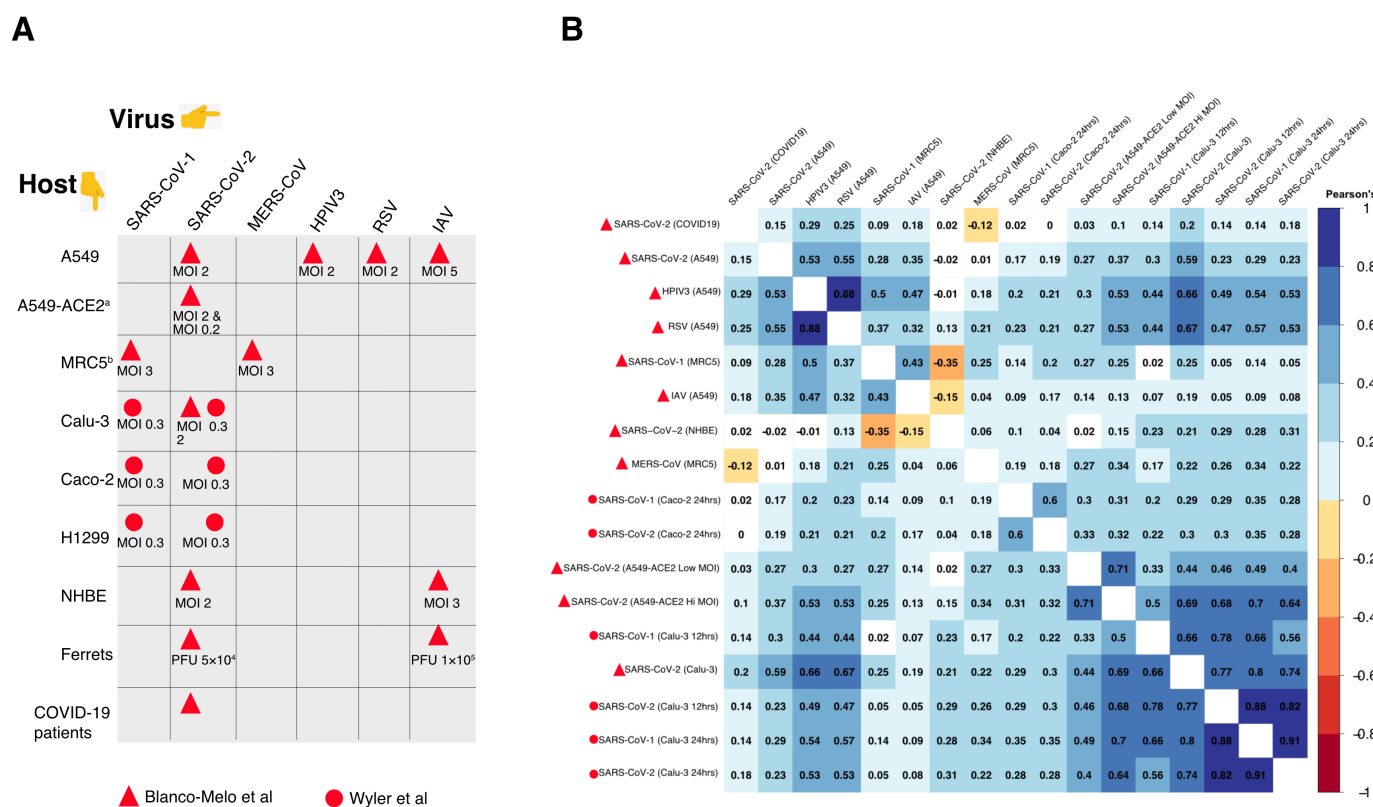 A
Virus
Host
SARS-CoV-1
SARS-CoV-2
MERS-CoV
HPIV3
RSV
IAV
A549
MOI 2
MOI 2
MOI 2
MOI 5
A549-ACE2ᵃ
MOI 2 &
MOI 0.2
MRC5ᵇ
MOI 3
MOI 3
Calu-3
MOI 0.3
MOI
2
0.3
Caco-2
MOI 0.3
MOI 0.3
H1299
MOI 0.3
MOI 0.3
NHBE
MOI 2
MOI 3
Ferrets
PFU 5×10⁴
PFU 1×10⁵
COVID-19
patients
Blanco-Melo et al
Wyler et al
B
SARS-CoV-2 (COVID19)
SARS-CoV-2 (A549)
HPIV3 (A549)
RSV (A549)
SARS-CoV-1 (MRC5)
IAV (A549)
SARS-CoV-2 (NHBE)
MERS-CoV (MRC5)
SARS-CoV-1 (Caco-2 24hrs)
SARS-CoV-2 (Caco-2 24hrs)
SARS-CoV-2 (A549-ACE2 Low MOI)
SARS-CoV-2 (A549-ACE2 Hi MOI)
SARS-CoV-1 (Calu-3 12hrs)
SARS-CoV-2 (Calu-3)
SARS-CoV-2 (Calu-3 12hrs)
SARS-CoV-1 (Calu-3 24hrs)
SARS-CoV-2 (Calu-3 24hrs)
SARS-CoV-2 (COVID19) 0.15 0.29 0.25 0.09 0.18 0.02 -0.12 0.02 0 0.03 0.1 0.14 0.2 0.14 0.14 0.18
SARS-CoV-2 (A549) 0.15 0.53 0.55 0.28 0.35 -0.02 0.01 0.17 0.19 0.27 0.37 0.3 0.59 0.23 0.29 0.23
HPIV3 (A549) 0.29 0.53 0.88 0.5 0.47 -0.01 0.18 0.2 0.21 0.3 0.53 0.44 0.66 0.49 0.54 0.53
RSV (A549) 0.25 0.55 0.88 0.37 0.32 0.13 0.21 0.23 0.21 0.27 0.53 0.44 0.67 0.47 0.57 0.53
SARS-CoV-1 (MRC5) 0.09 0.28 0.5 0.37 0.43 -0.35 0.25 0.14 0.2 0.27 0.25 0.02 0.25 0.05 0.14 0.05
IAV (A549) 0.18 0.35 0.47 0.32 0.43 -0.15 0.04 0.09 0.17 0.14 0.13 0.07 0.19 0.05 0.09 0.08
SARS-CoV-2 (NHBE) 0.02 -0.02 -0.01 0.13 -0.35 -0.15 0.06 0.1 0.04 0.02 0.15 0.23 0.21 0.29 0.28 0.31
MERS-CoV (MRC5) -0.12 0.01 0.18 0.21 0.25 0.04 0.06 0.19 0.18 0.27 0.34 0.17 0.22 0.26 0.34 0.22
SARS-CoV-1 (Caco-2 24hrs) 0.02 0.17 0.2 0.23 0.14 0.09 0.1 0.19 0.6 0.3 0.31 0.2 0.29 0.29 0.35 0.28
SARS-CoV-2 (Caco-2 24hrs) 0 0.19 0.21 0.21 0.2 0.17 0.04 0.18 0.6 0.33 0.32 0.22 0.3 0.3 0.35 0.28
SARS-CoV-2 (A549-ACE2 Low MOI) 0.03 0.27 0.3 0.27 0.27 0.14 0.02 0.27 0.3 0.33 0.71 0.33 0.44 0.46 0.49 0.4
SARS-CoV-2 (A549-ACE2 Hi MOI) 0.1 0.37 0.53 0.53 0.25 0.13 0.15 0.34 0.31 0.32 0.71 0.5 0.69 0.68 0.7 0.64
SARS-CoV-1 (Calu-3 12hrs) 0.14 0.3 0.44 0.44 0.02 0.07 0.23 0.17 0.2 0.22 0.33 0.5 0.66 0.78 0.66 0.56
SARS-CoV-2 (Calu-3) 0.2 0.59 0.66 0.67 0.25 0.19 0.21 0.22 0.29 0.3 0.44 0.69 0.66 0.77 0.8 0.74
SARS-CoV-2 (Calu-3 12hrs) 0.14 0.23 0.49 0.47 0.05 0.05 0.29 0.26 0.29 0.3 0.46 0.68 0.78 0.77 0.88 0.82
SARS-CoV-1 (Calu-3 24hrs) 0.14 0.29 0.54 0.57 0.14 0.09 0.28 0.34 0.35 0.35 0.49 0.7 0.66 0.8 0.88 0.91
SARS-CoV-2 (Calu-3 24hrs) 0.18 0.23 0.53 0.53 0.05 0.08 0.31 0.22 0.28 0.28 0.4 0.64 0.56 0.74 0.82 0.91
Pearson's
1
0.8
0.6
0.4
0.2
0
-0.2
-0.4
-0.6
-0.8
-1